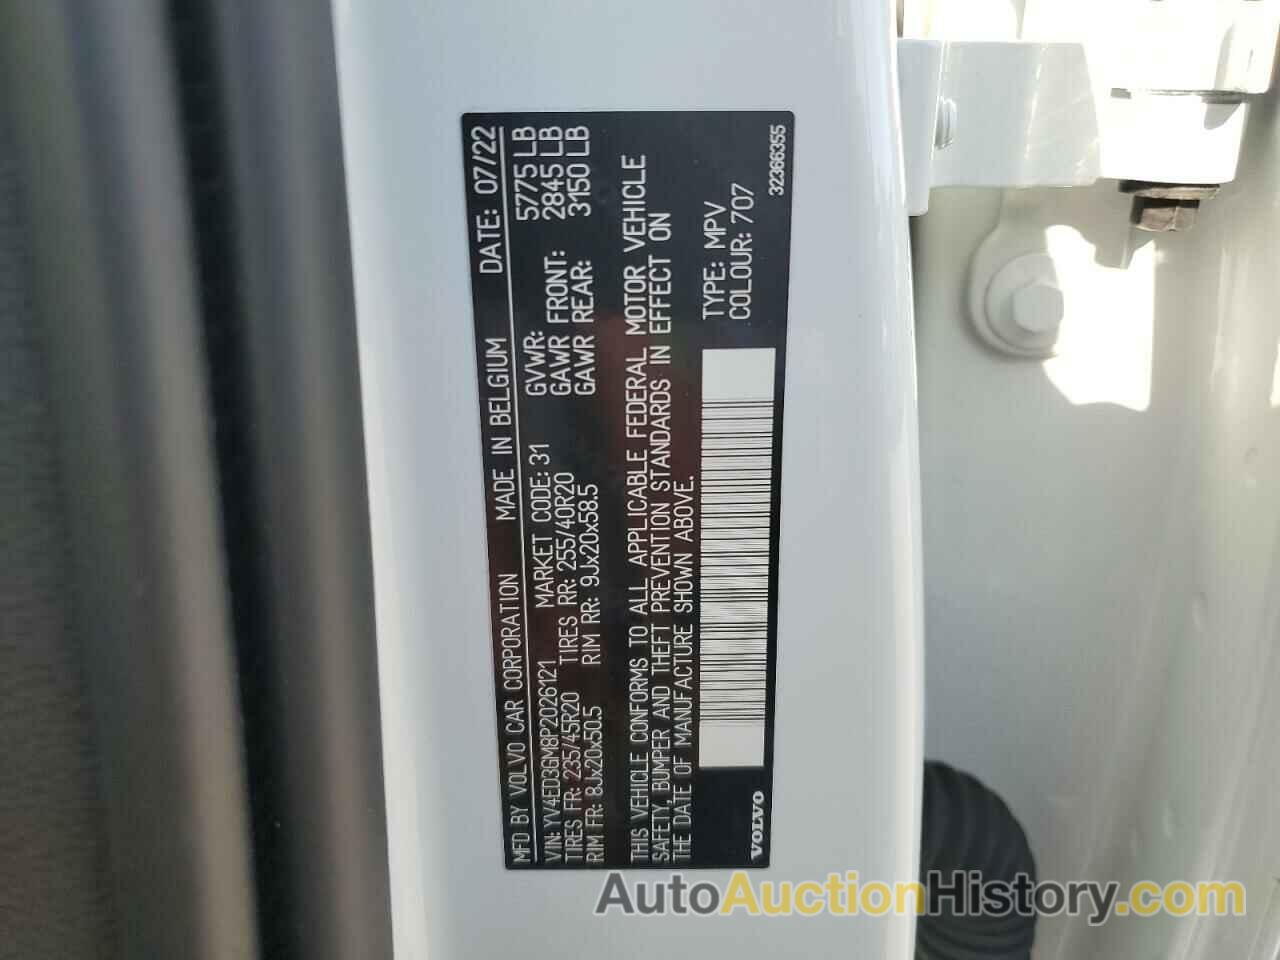 MFD BY VOLVO CAR CORPORATION MADE IN BELGIUM DATE: 07/22
VIN: YV4ED3GM8P2026121 MARKET CODE: 31 GVWR: 5775 LB
TIRES FR: 235/45R20 TIRES RR: 255/40R20 GAWR FRONT: 2845 LB
RIM FR: 8Jx20x50.5 RIM RR: 9Jx20x58.5 GAWR REAR: 3150 LB
THIS VEHICLE CONFORMS TO ALL APPLICABLE FEDERAL MOTOR VEHICLE
SAFETY, BUMPER AND THEFT PREVENTION STANDARDS IN EFFECT ON
THE DATE OF MANUFACTURE SHOWN ABOVE.
TYPE: MPV
COLOUR: 707
VOLVO
32366355
AutoAuctionHistory.com